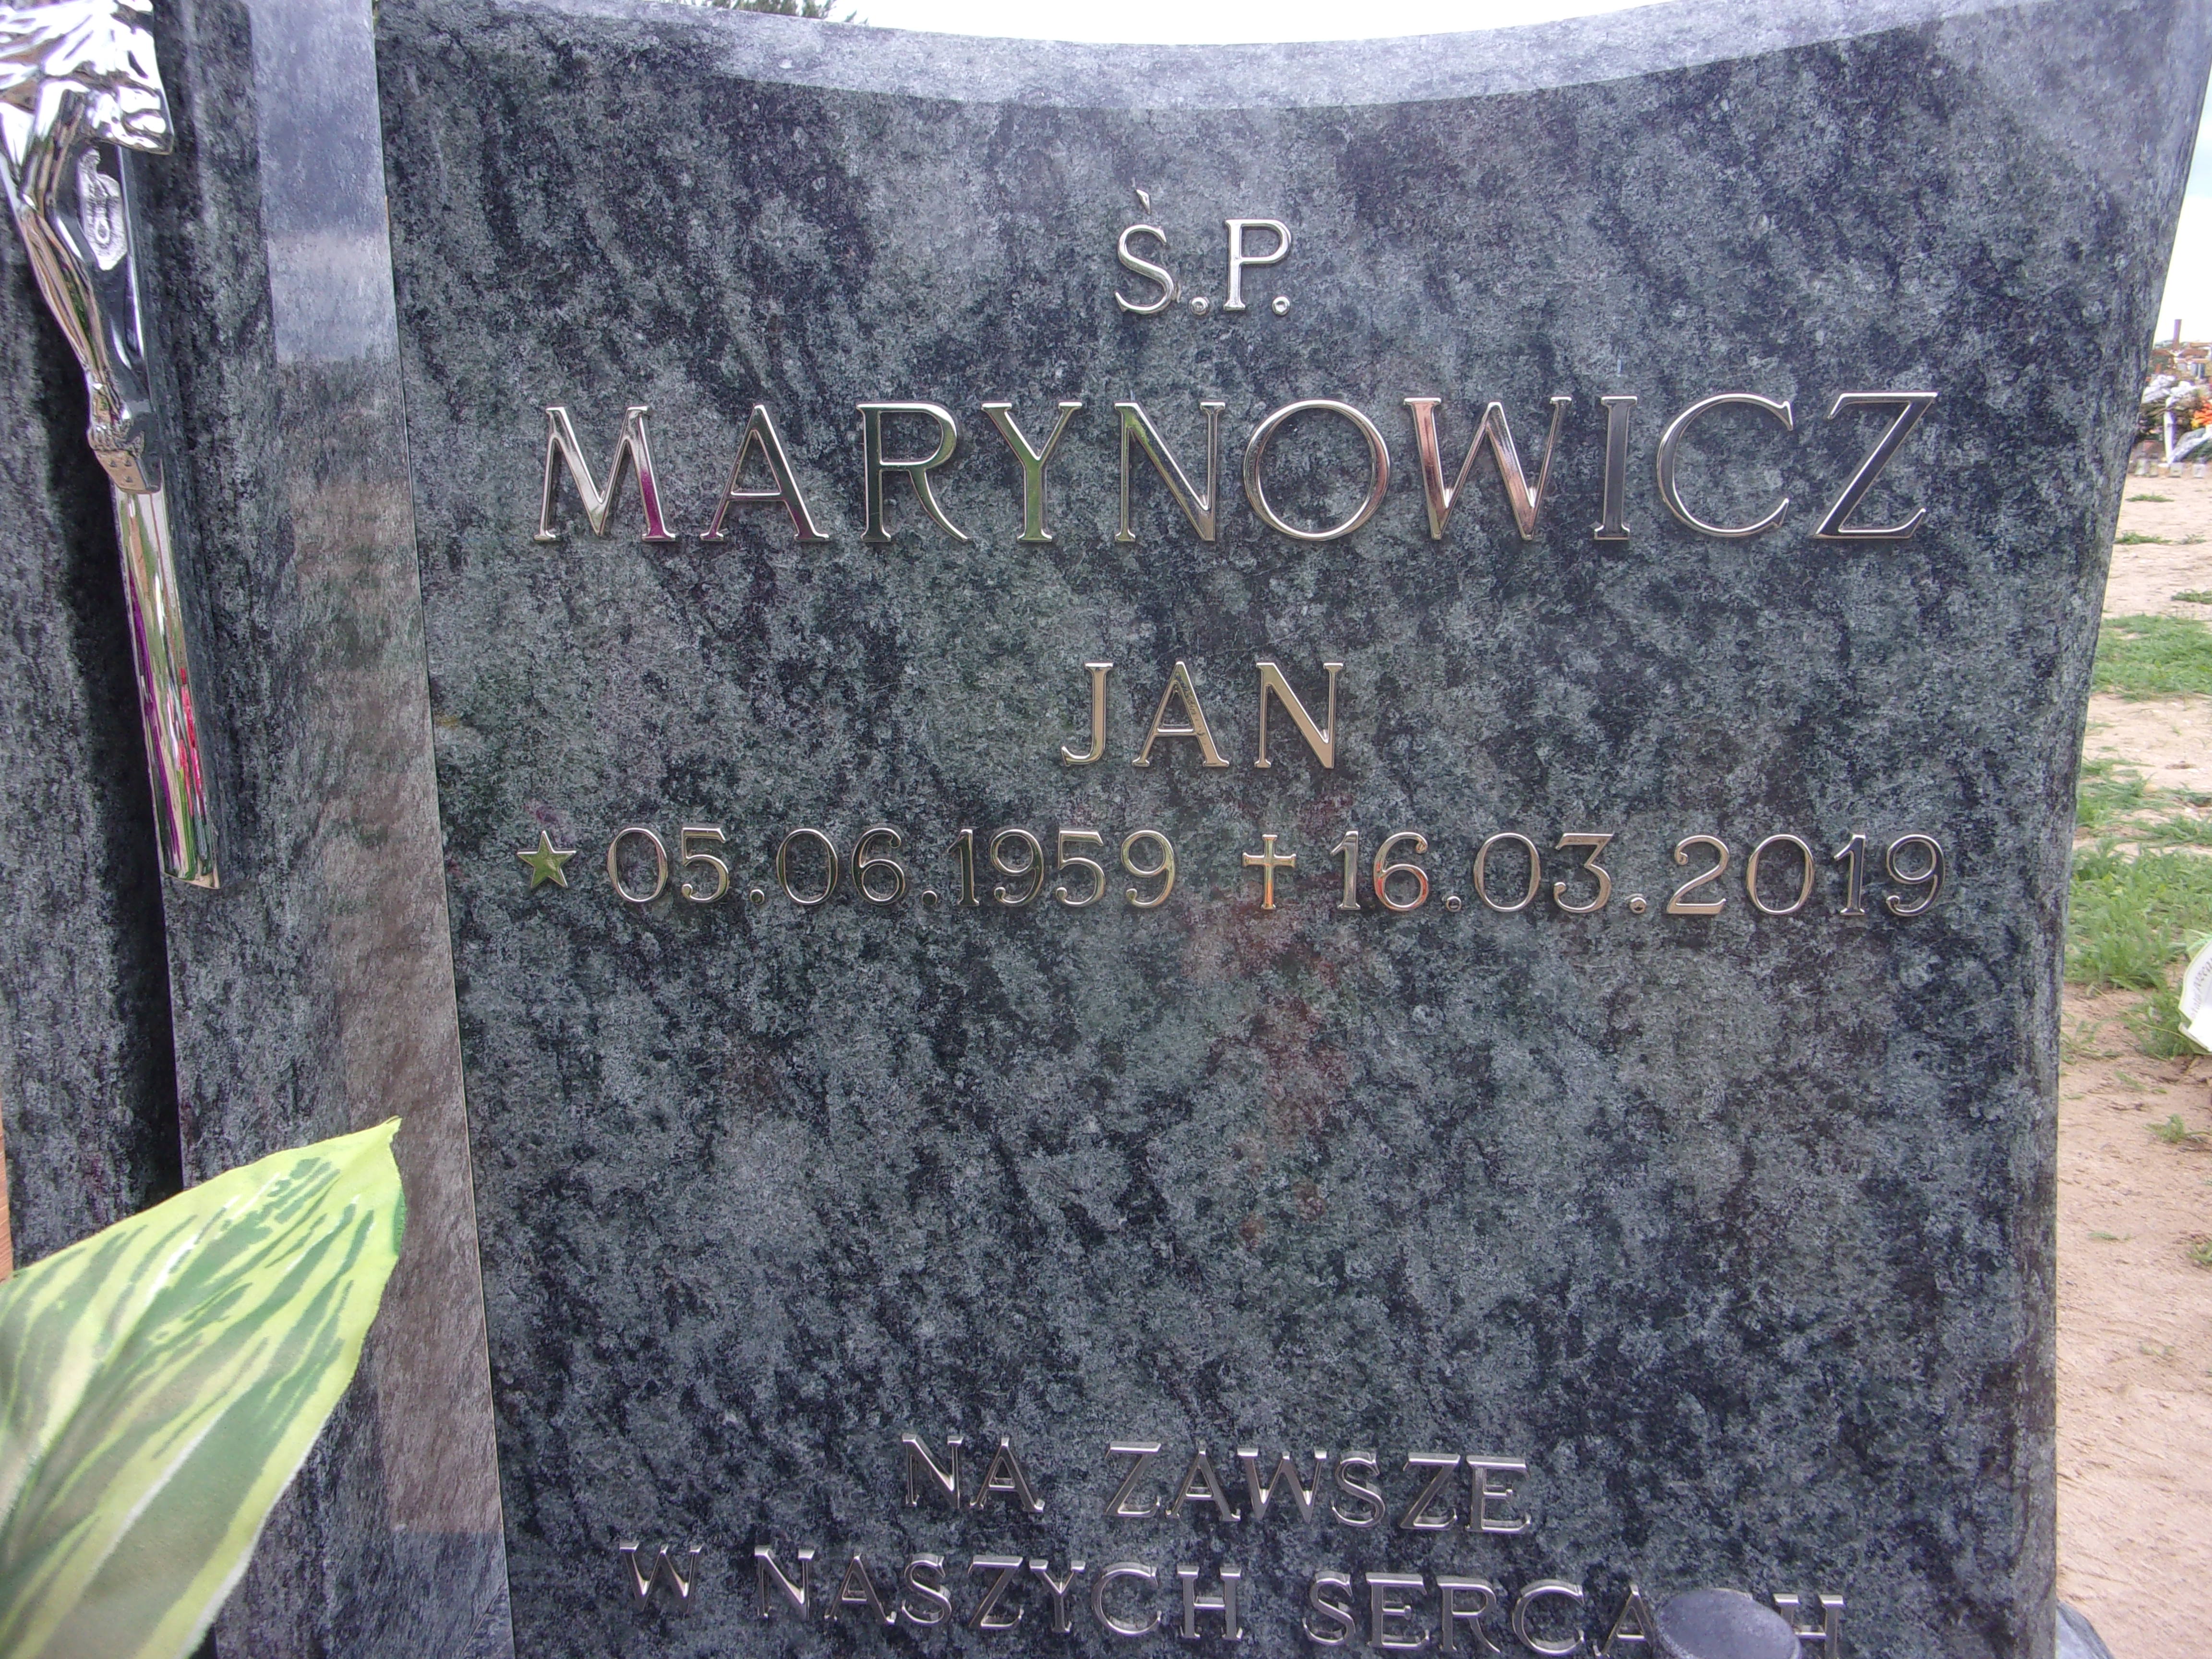 Ś.P.
MARYNOWICZ
JAN
★ 05.06.1959 ✝ 16.03.2019
NA ZAWSZE
W NASZYCH SERCACH